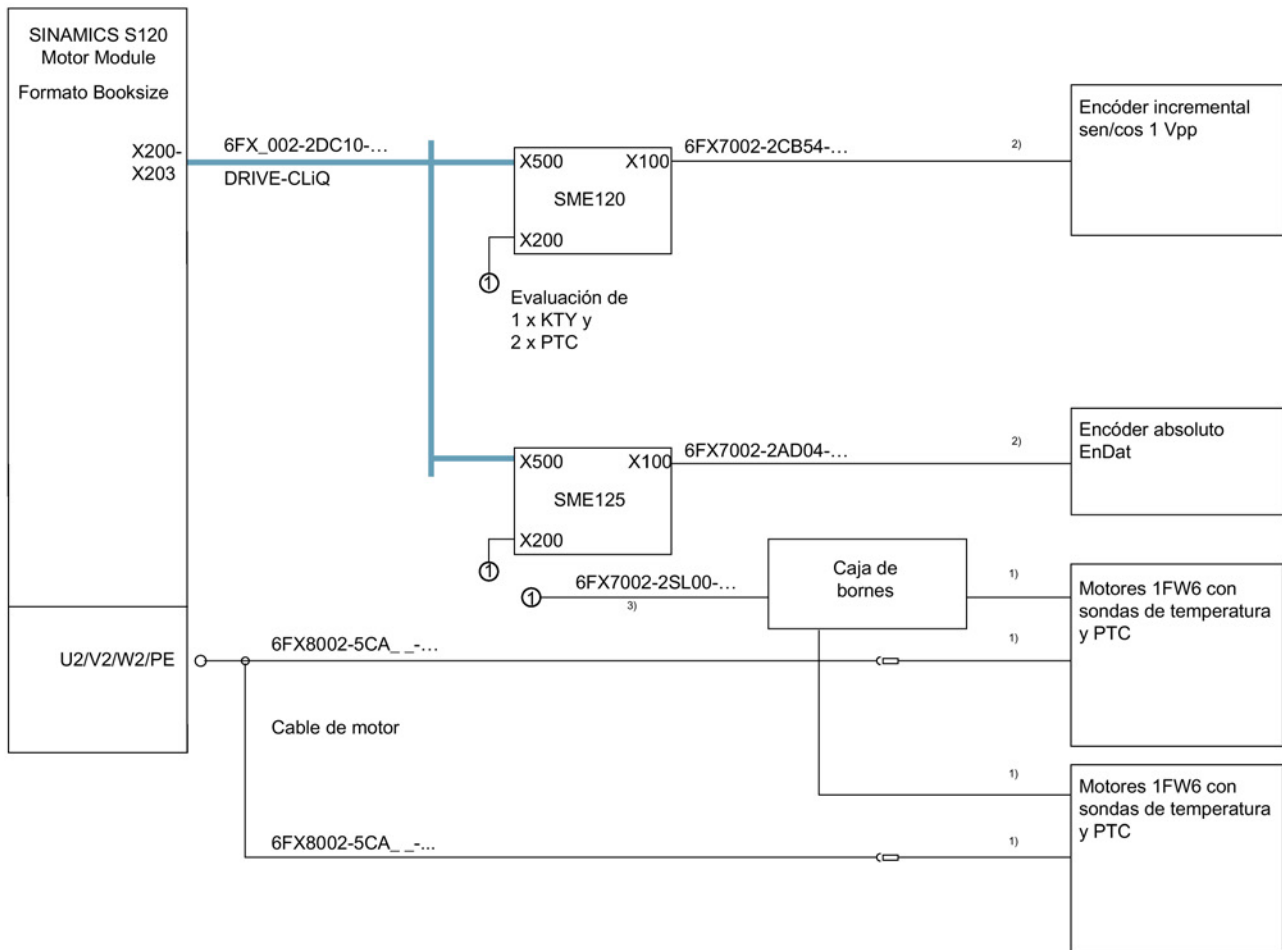 SINAMICS S120
Motor Module
Formato Booksize
X200-
X203
6FX_002-2DC10-…
DRIVE-CLiQ
X500
X100
SME120
X200
1
Evaluación de
1 x KTY y
2 x PTC
6FX7002-2CB54-…
2)
Encóder incremental
sen/cos 1 Vpp
X500
X100
SME125
X200
1
6FX7002-2AD04-…
2)
Encóder absoluto
EnDat
1
6FX7002-2SL00-…
3)
Caja de
bornes
1)
1)
Motores 1FW6 con
sondas de temperatura
y PTC
U2/V2/W2/PE
6FX8002-5CA_ _-…
Cable de motor
6FX8002-5CA_ _-...
1)
1)
Motores 1FW6 con
sondas de temperatura
y PTC